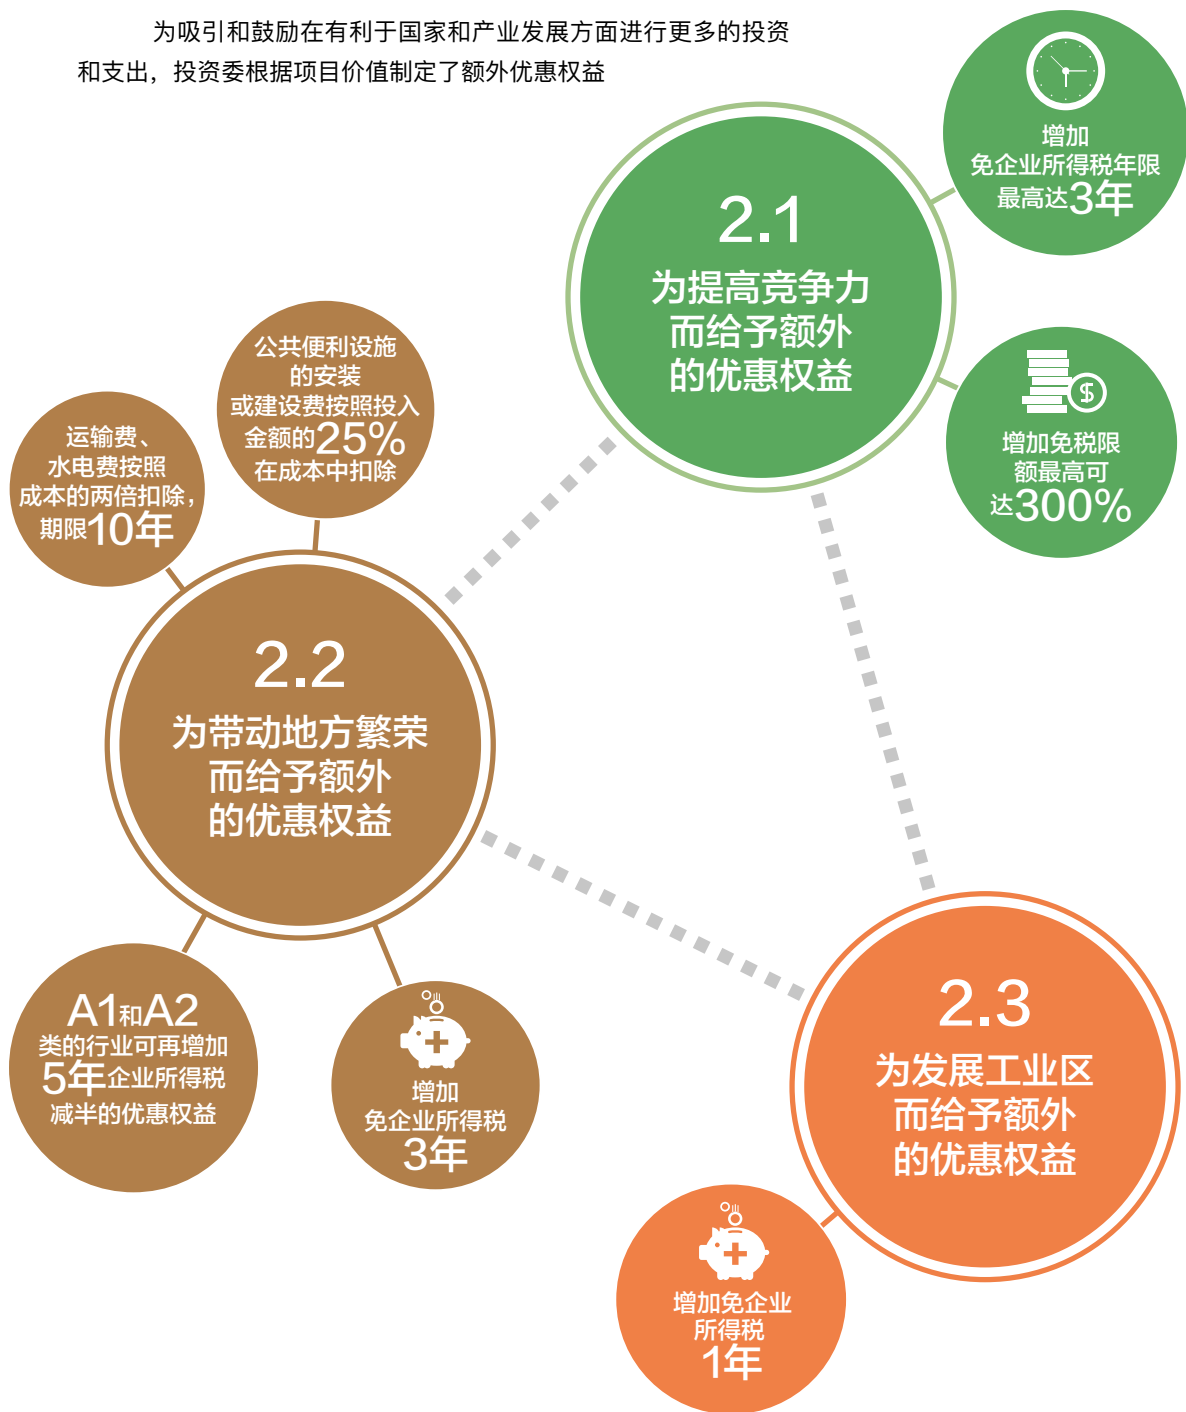 为吸引和鼓励在有利于国家和产业发展方面进行更多的投资
和支出，投资委根据项目价值制定了额外优惠权益
增加
免企业所得税年限
最高达3年
2.1
为提高竞争力
而给予额外
的优惠权益
增加免税限
额最高可
达300%
公共便利设施
的安装
或建设费按照投入
金额的25%
在成本中扣除
运输费、
水电费按照
成本的两倍扣除，
期限10年
2.2
为带动地方繁荣
而给予额外
的优惠权益
A1和A2
类的行业可再增加
5年企业所得税
减半的优惠权益
增加
免企业所得税
3年
2.3
为发展工业区
而给予额外
的优惠权益
增加免企业
所得税
1年